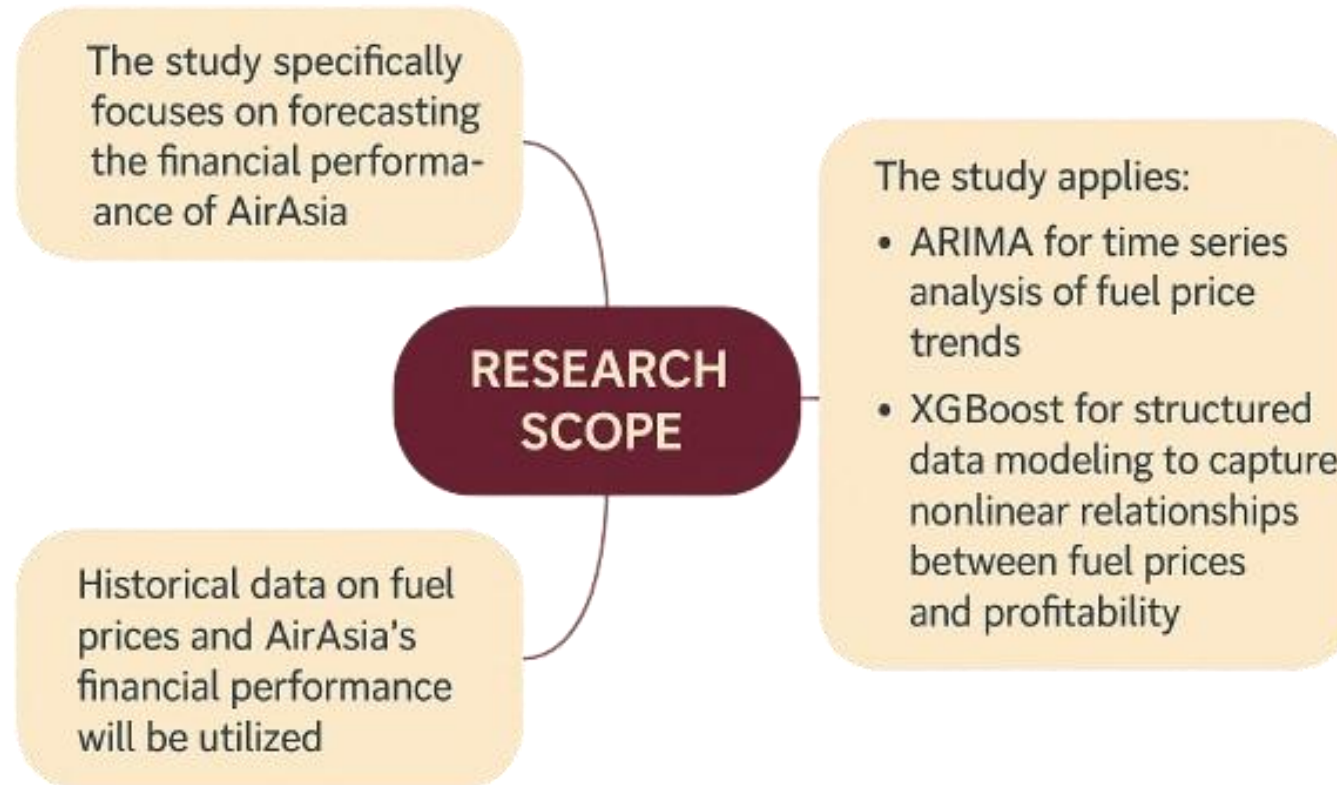 The study specifically
focuses on forecasting
the financial performa-
ance of AirAsia
RESEARCH
SCOPE
The study applies:
• ARIMA for time series
analysis of fuel price
trends
• XGBoost for structured
data modeling to capture
nonlinear relationships
between fuel prices
and profitability
Historical data on fuel
prices and AirAsia's
financial performance
will be utilized